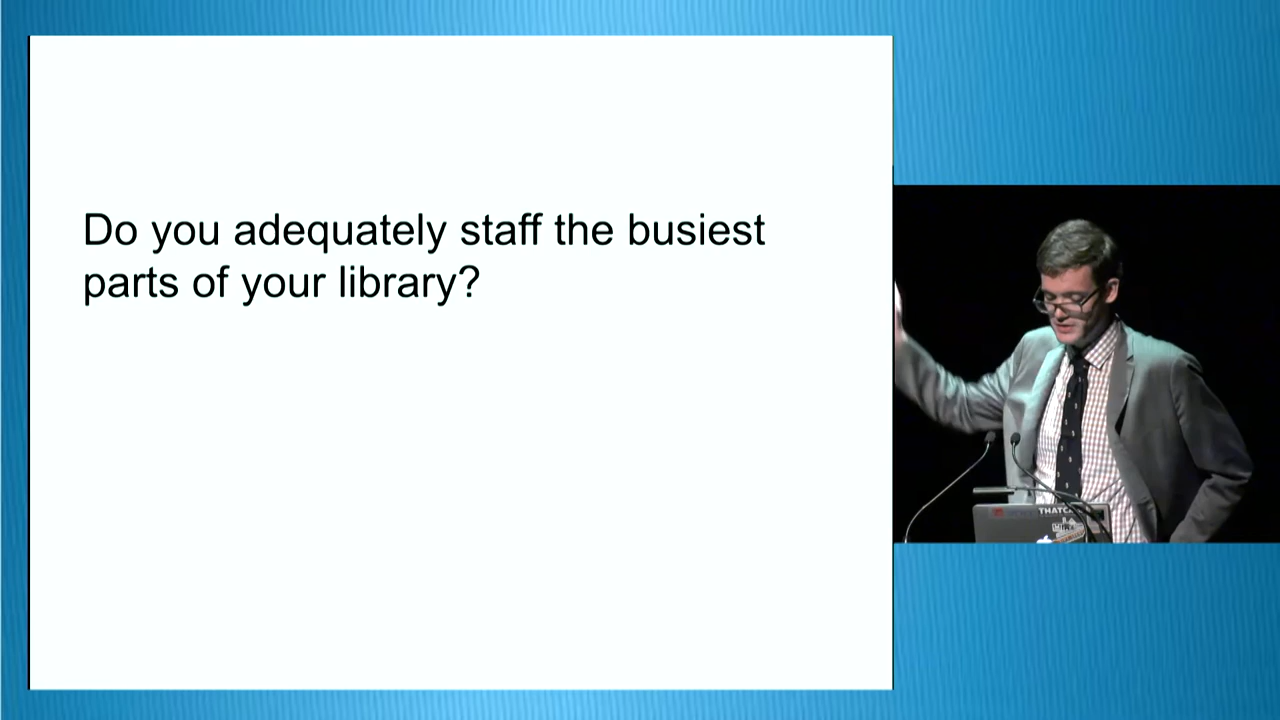 Do you adequately staff the busiest
parts of your library?